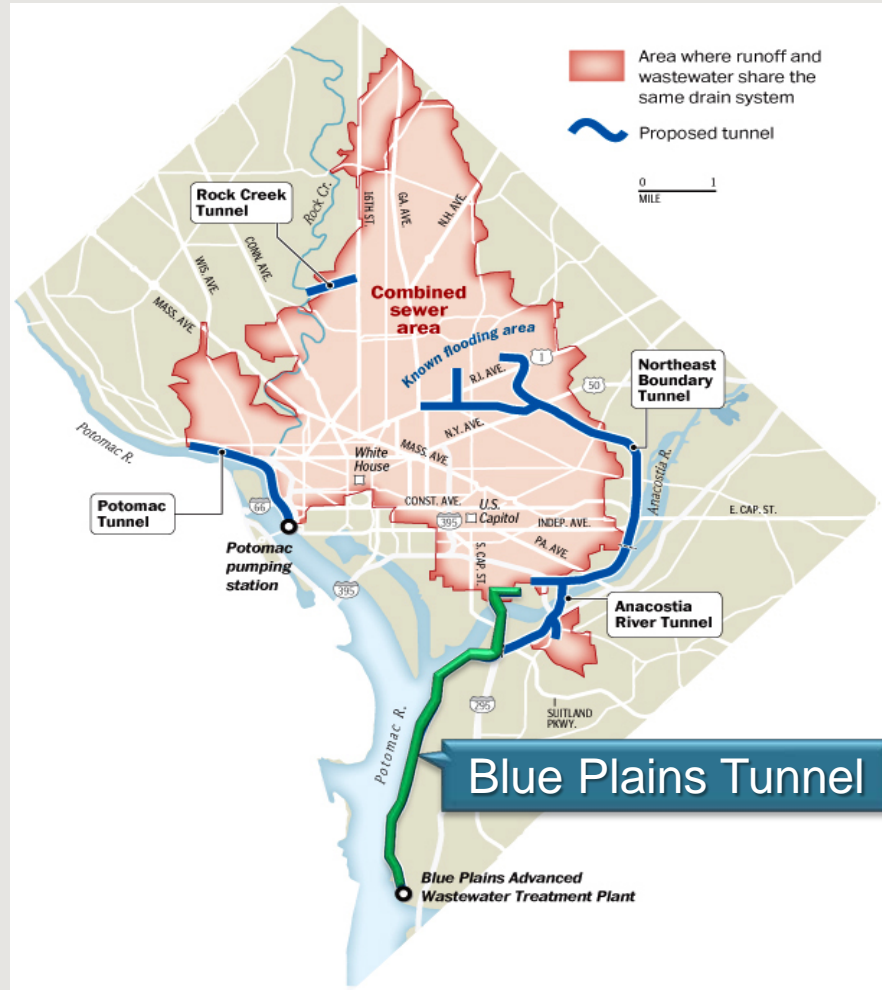 Area where runoff and
wastewater share the
same drain system
Proposed tunnel
0 1
MILE
Rock Creek
Tunnel
Rock Cr.
16TH ST.
GA. AVE.
N.H. AVE.
CONN. AVE.
WIS. AVE.
MASS. AVE.
Combined
sewer
area
Known flooding area
1
R.I. AVE.
50
Northeast
Boundary
Tunnel
N.Y. AVE.
MASS. AVE.
Potomac R.
White
House
Anacostia R.
Potomac
Tunnel
66
CONST. AVE.
U.S.
Capitol
395
INDEP. AVE.
E. CAP. ST.
PA. AVE.
S. CAP. ST.
Potomac
pumping
station
395
Anacostia
River Tunnel
295
SUITLAND
PKWY.
Potomac R.
Blue Plains Tunnel
Blue Plains Advanced
Wastewater Treatment Plant